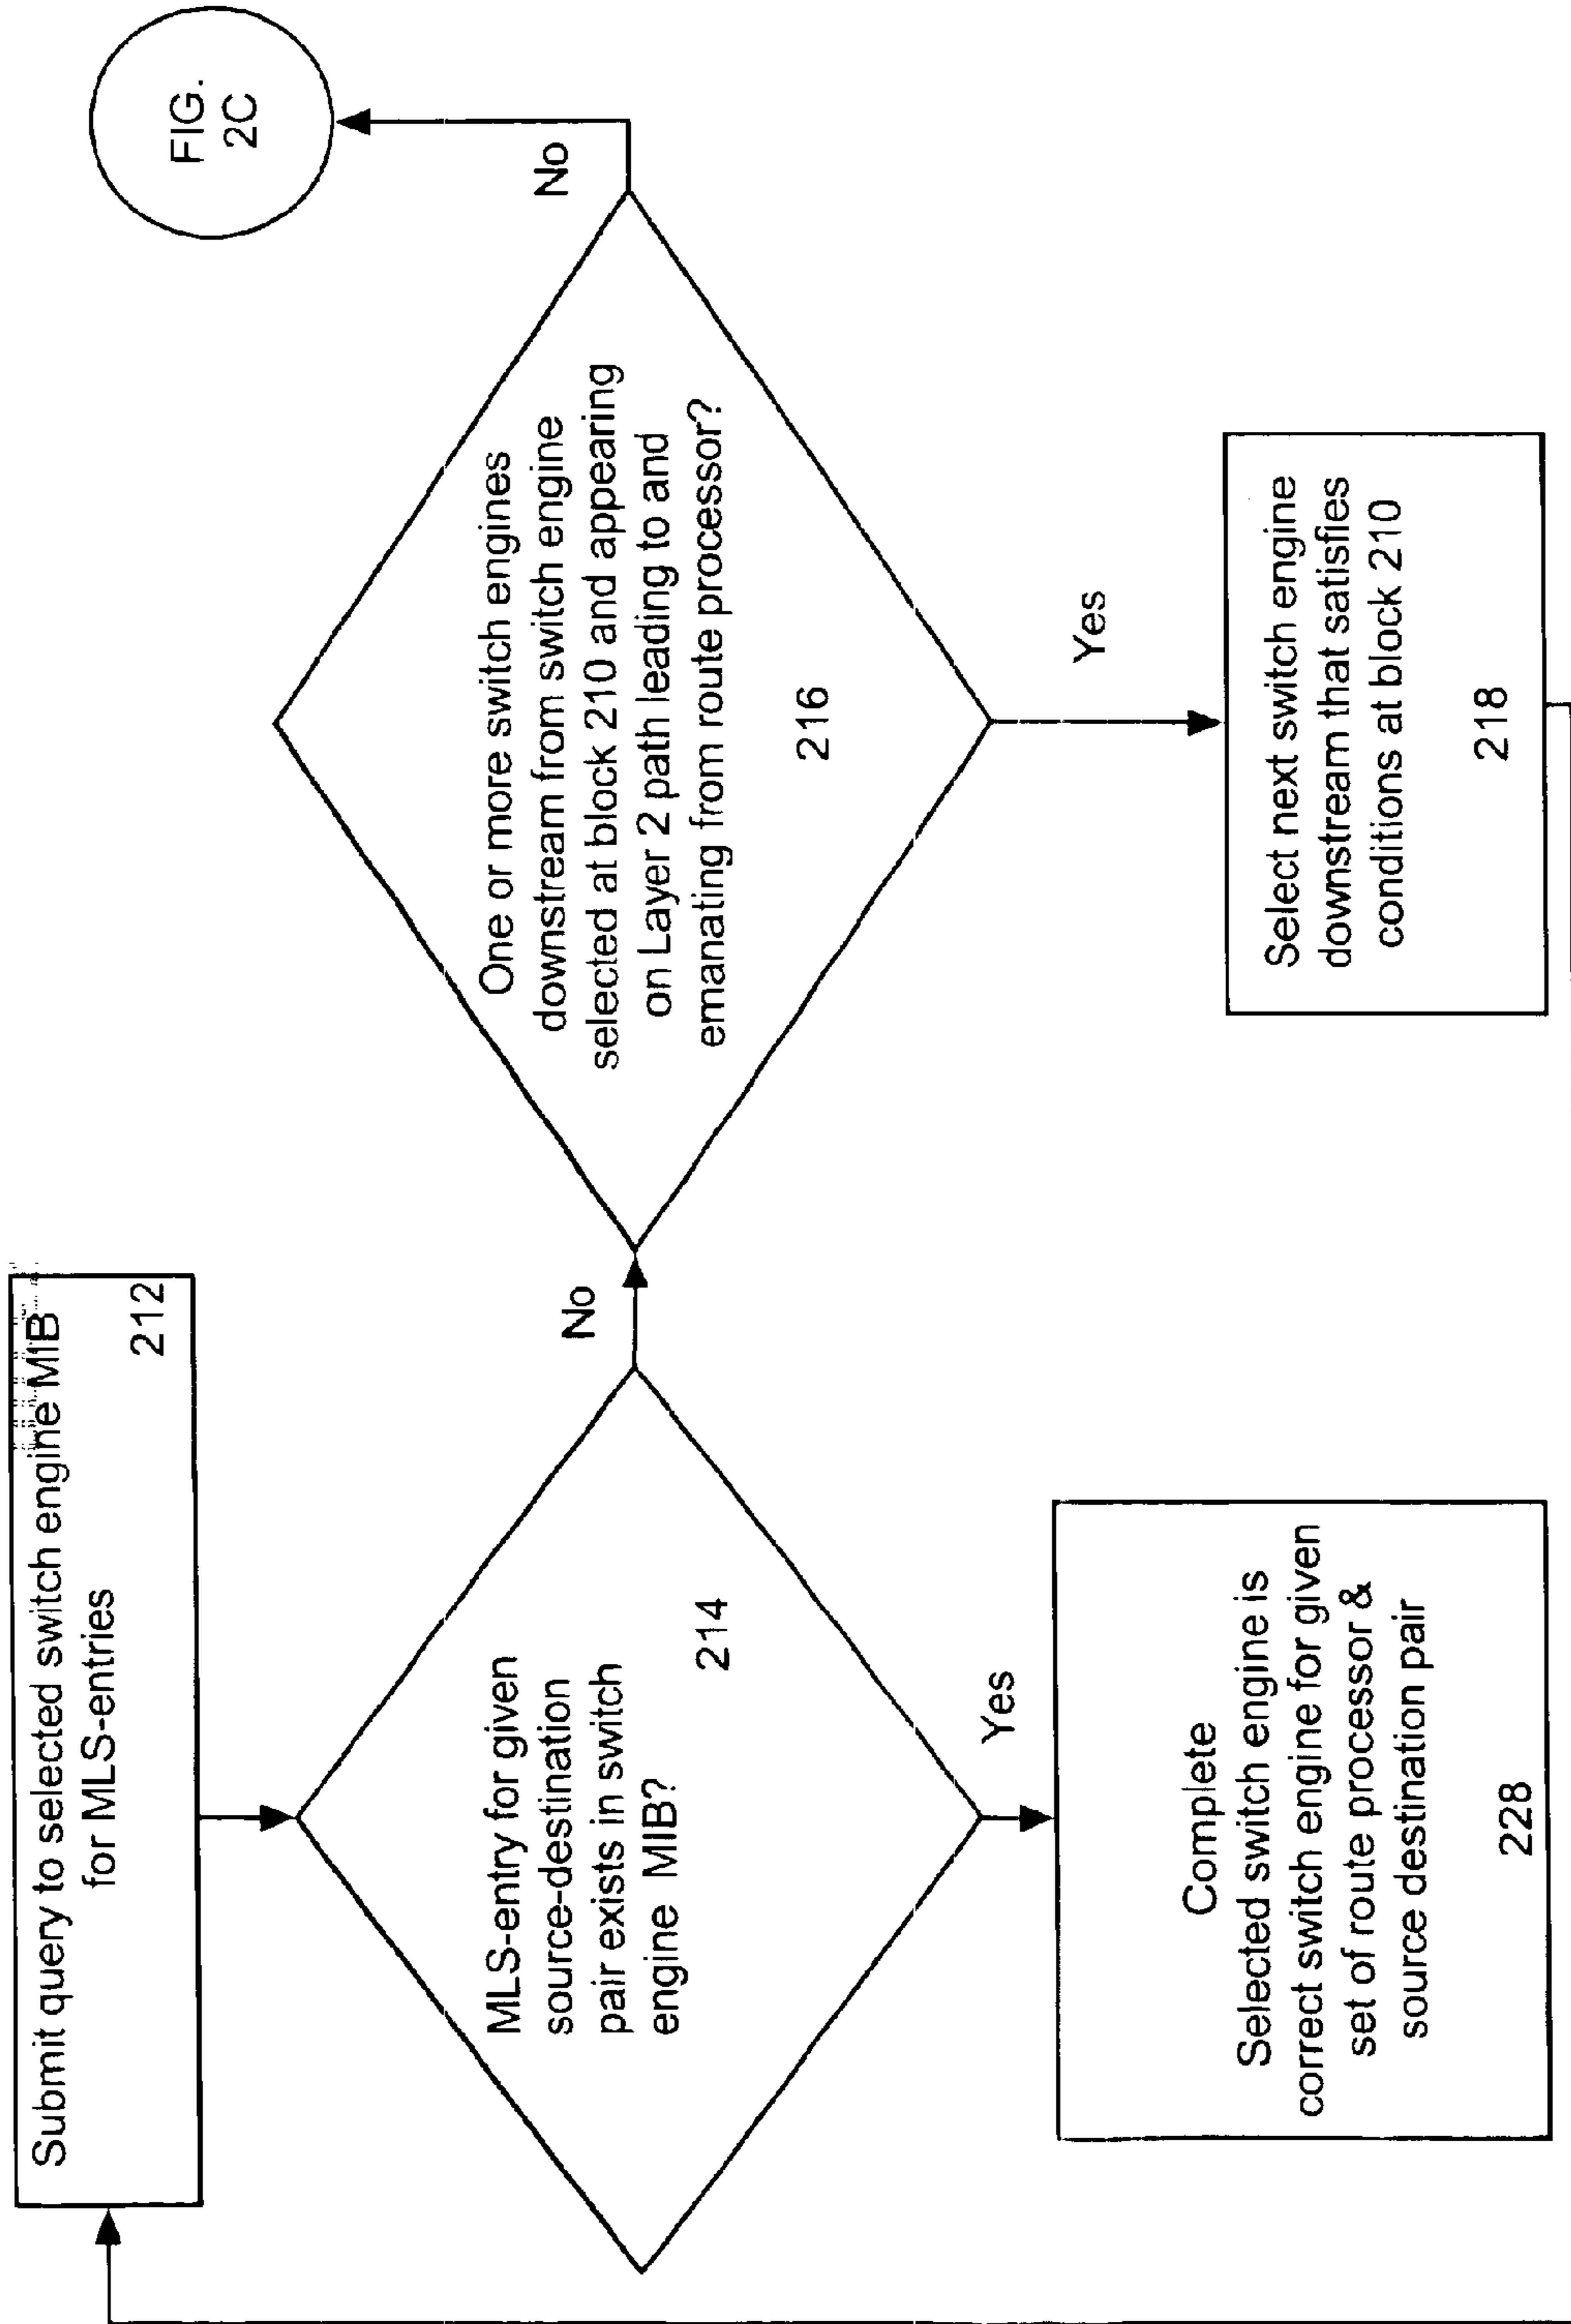 Submit query to selected switch engine MIB
for MLS-entries
212
MLS-entry for given
source-destination
pair exists in switch
engine MIB?
214
No
Yes
Complete
Selected switch engine is
correct switch engine for given
set of route processor &
source destination pair
228
One or more switch engines
downstream from switch engine
selected at block 210 and appearing
on Layer 2 path leading to and
emanating from route processor?
216
No
FIG.
2C
Yes
Select next switch engine
downstream that satisfies
conditions at block 210
218